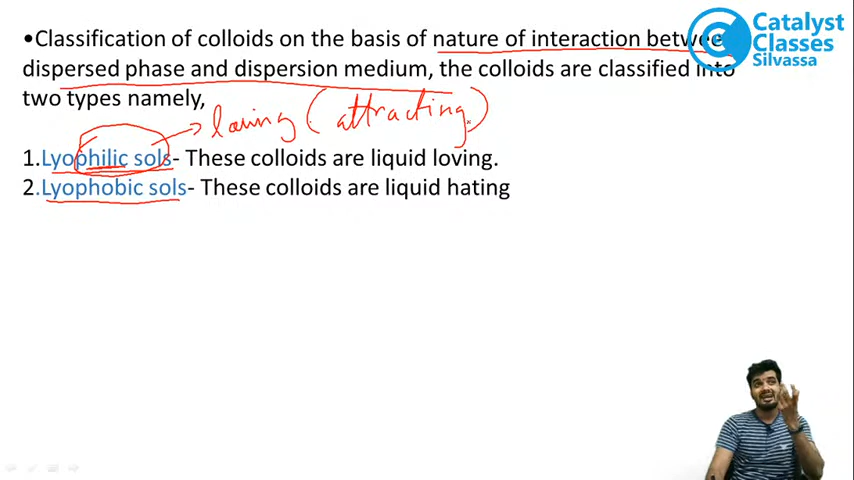 •Classification of colloids on the basis of nature of interaction between
dispersed phase and dispersion medium, the colloids are classified into
two types namely,
loving (attracting)
1.Lyophilic sols- These colloids are liquid loving.
2.Lyophobic sols- These colloids are liquid hating
Catalyst
Classes
Silvassa